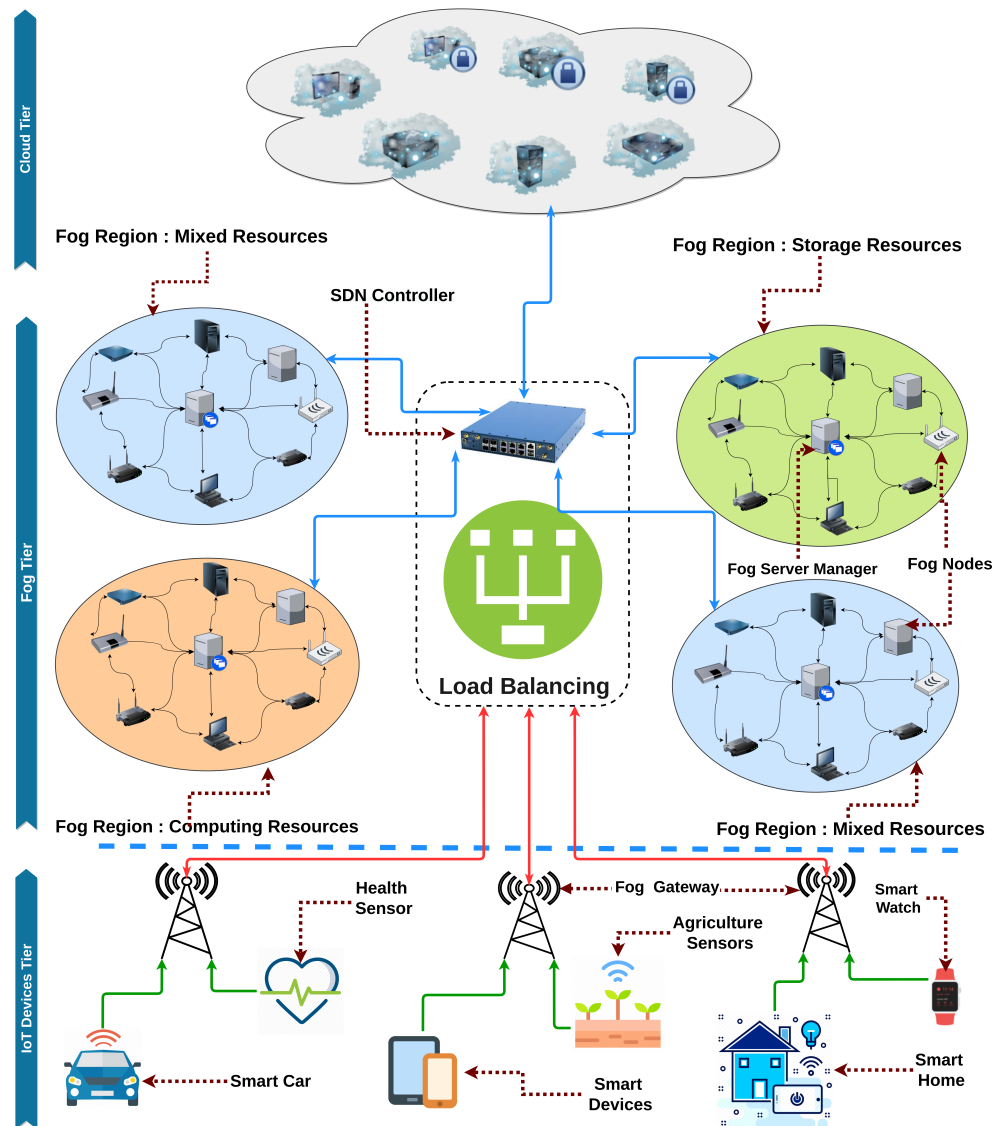 Cloud Tier
Fog Region : Mixed Resources
Fog Region : Storage Resources
SDN Controller
Fog Tier
Fog Server Manager
Fog Nodes
Load Balancing
Fog Region : Computing Resources
Fog Region : Mixed Resources
IoT Devices Tier
Health
Sensor
Fog Gateway
Smart
Watch
Agriculture
Sensors
Smart Car
Smart
Devices
Smart
Home